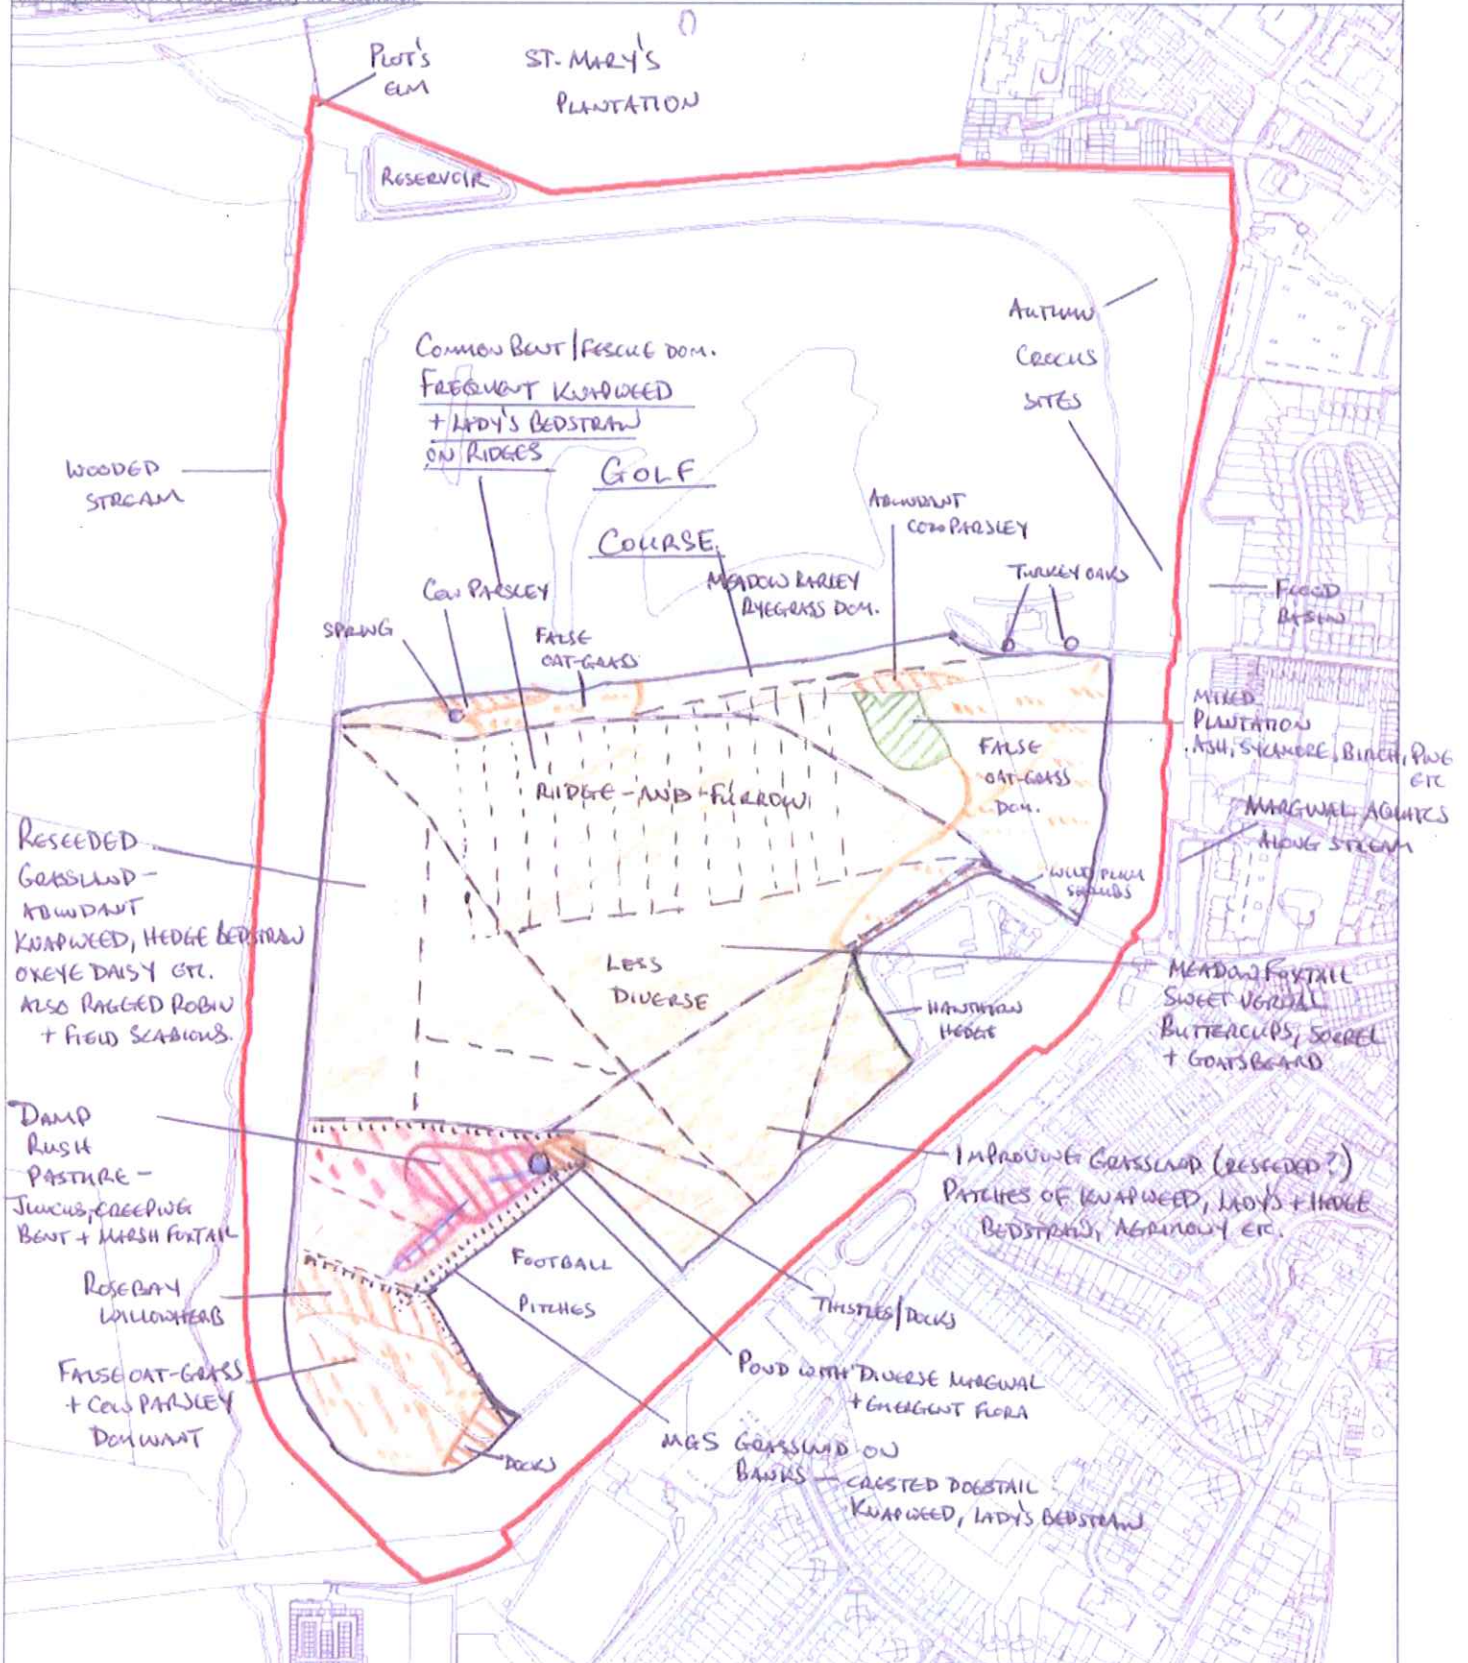 PLOT'S
ELM
ST. MARY'S
PLANTATION
RESERVOIR
AUTUMN
CROCUS
SITES
COMMON BENT/FESCUE DOM.
FREQUENT KNAPWEED
+ LADY'S BEDSTRAW
ON RIDGES
WOODED
STREAM
GOLF
COURSE
ABUNDANT
COW PARSLEY
MEADOW BARLEY
RYEGRASS DOM.
TURKEY OAKS
COW PARSLEY
SPRING
FALSE
OAT-GRASS
FLOOD
BASIN
MIXED
PLANTATION
ASH, SYCAMORE, BIRCH, PINE
ETC
FALSE
OAT-GRASS
DOM.
RIDGE-AND-FURROW
MARGINAL AQUATICS
ALONG STREAM
WILD PLUM
SHRUBS
RESEEDED
GRASSLAND -
ABUNDANT
KNAPWEED, HEDGE BEDSTRAW
OXEYE DAISY ETC.
ALSO RAGGED ROBIN
+ FIELD SCABIOUS.
LESS
DIVERSE
MEADOW FOXTAIL
SWEET VERNAL
BUTTERCUPS, SORREL
+ GOATSBEARD
HAWTHORN
HEDGE
DAMP
RUSH
PASTURE -
JUNCUS, CREEPING
BENT + MARSH FOXTAIL
IMPROVING GRASSLAND (RESEEDED?)
PATCHES OF KNAPWEED, LADY'S + HEDGE
BEDSTRAW, AGRIMONY ETC.
ROSEBAY
WILLOWHERB
FOOTBALL
PITCHES
THISTLES/DOCKS
FALSE OAT-GRASS
+ COW PARSLEY
DOMINANT
POND WITH DIVERSE MARGINAL
+ EMERGENT FLORA
DOCKS
MG5 GRASSLAND ON
BANKS - CRESTED DOGSTAIL
KNAPWEED, LADY'S BEDSTRAW